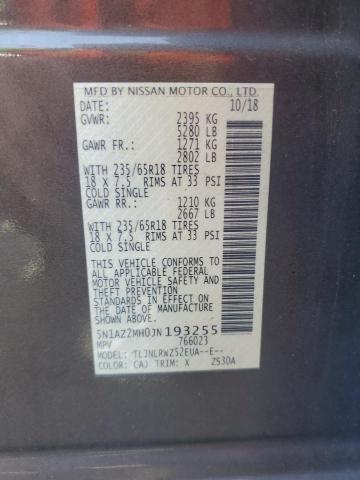 MFD BY NISSAN MOTOR CO., LTD.
DATE: 10/18
GVWR: 2395 KG
5280 LB
GAWR FR.: 1271 KG
2802 LB
WITH 235/65R18 TIRES
18 X 7.5 RIMS AT 33 PSI
COLD SINGLE
GAWR RR.: 1210 KG
2667 LB
WITH 235/65R18 TIRES
18 X 7.5 RIMS AT 33 PSI
COLD SINGLE
THIS VEHICLE CONFORMS TO
ALL APPLICABLE FEDERAL
MOTOR VEHICLE SAFETY AND
THEFT PREVENTION
STANDARDS IN EFFECT ON
THE DATE OF MANUFACTURE
SHOWN ABOVE.
5N1AZ2MH0JN193255
MPV 766023
MODEL: TLJNLRWZ52EUA--E--
COLOR: CAJ TRIM: X Z530A